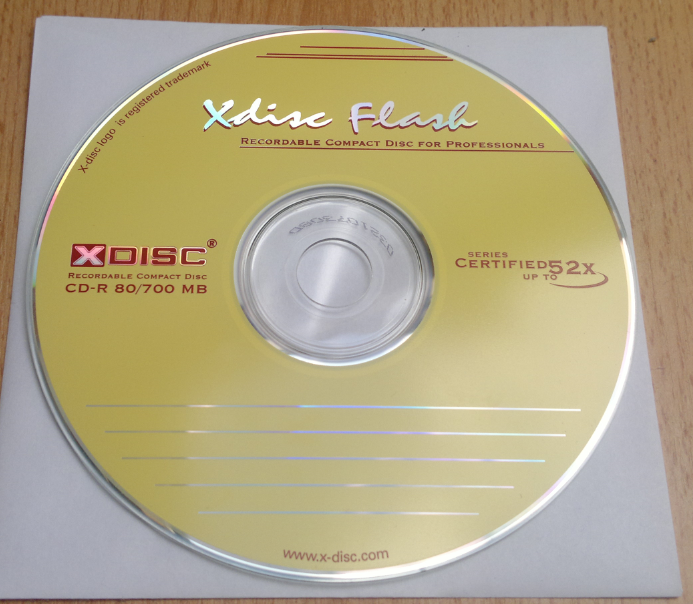 X-disc logo is registered trademark
Xdisc Flash
RECORDABLE COMPACT DISC FOR PROFESSIONALS
XDISC®
RECORDABLE COMPACT DISC
CD-R 80/700 MB
SERIES
CERTIFIED 52X
UP TO
www.x-disc.com